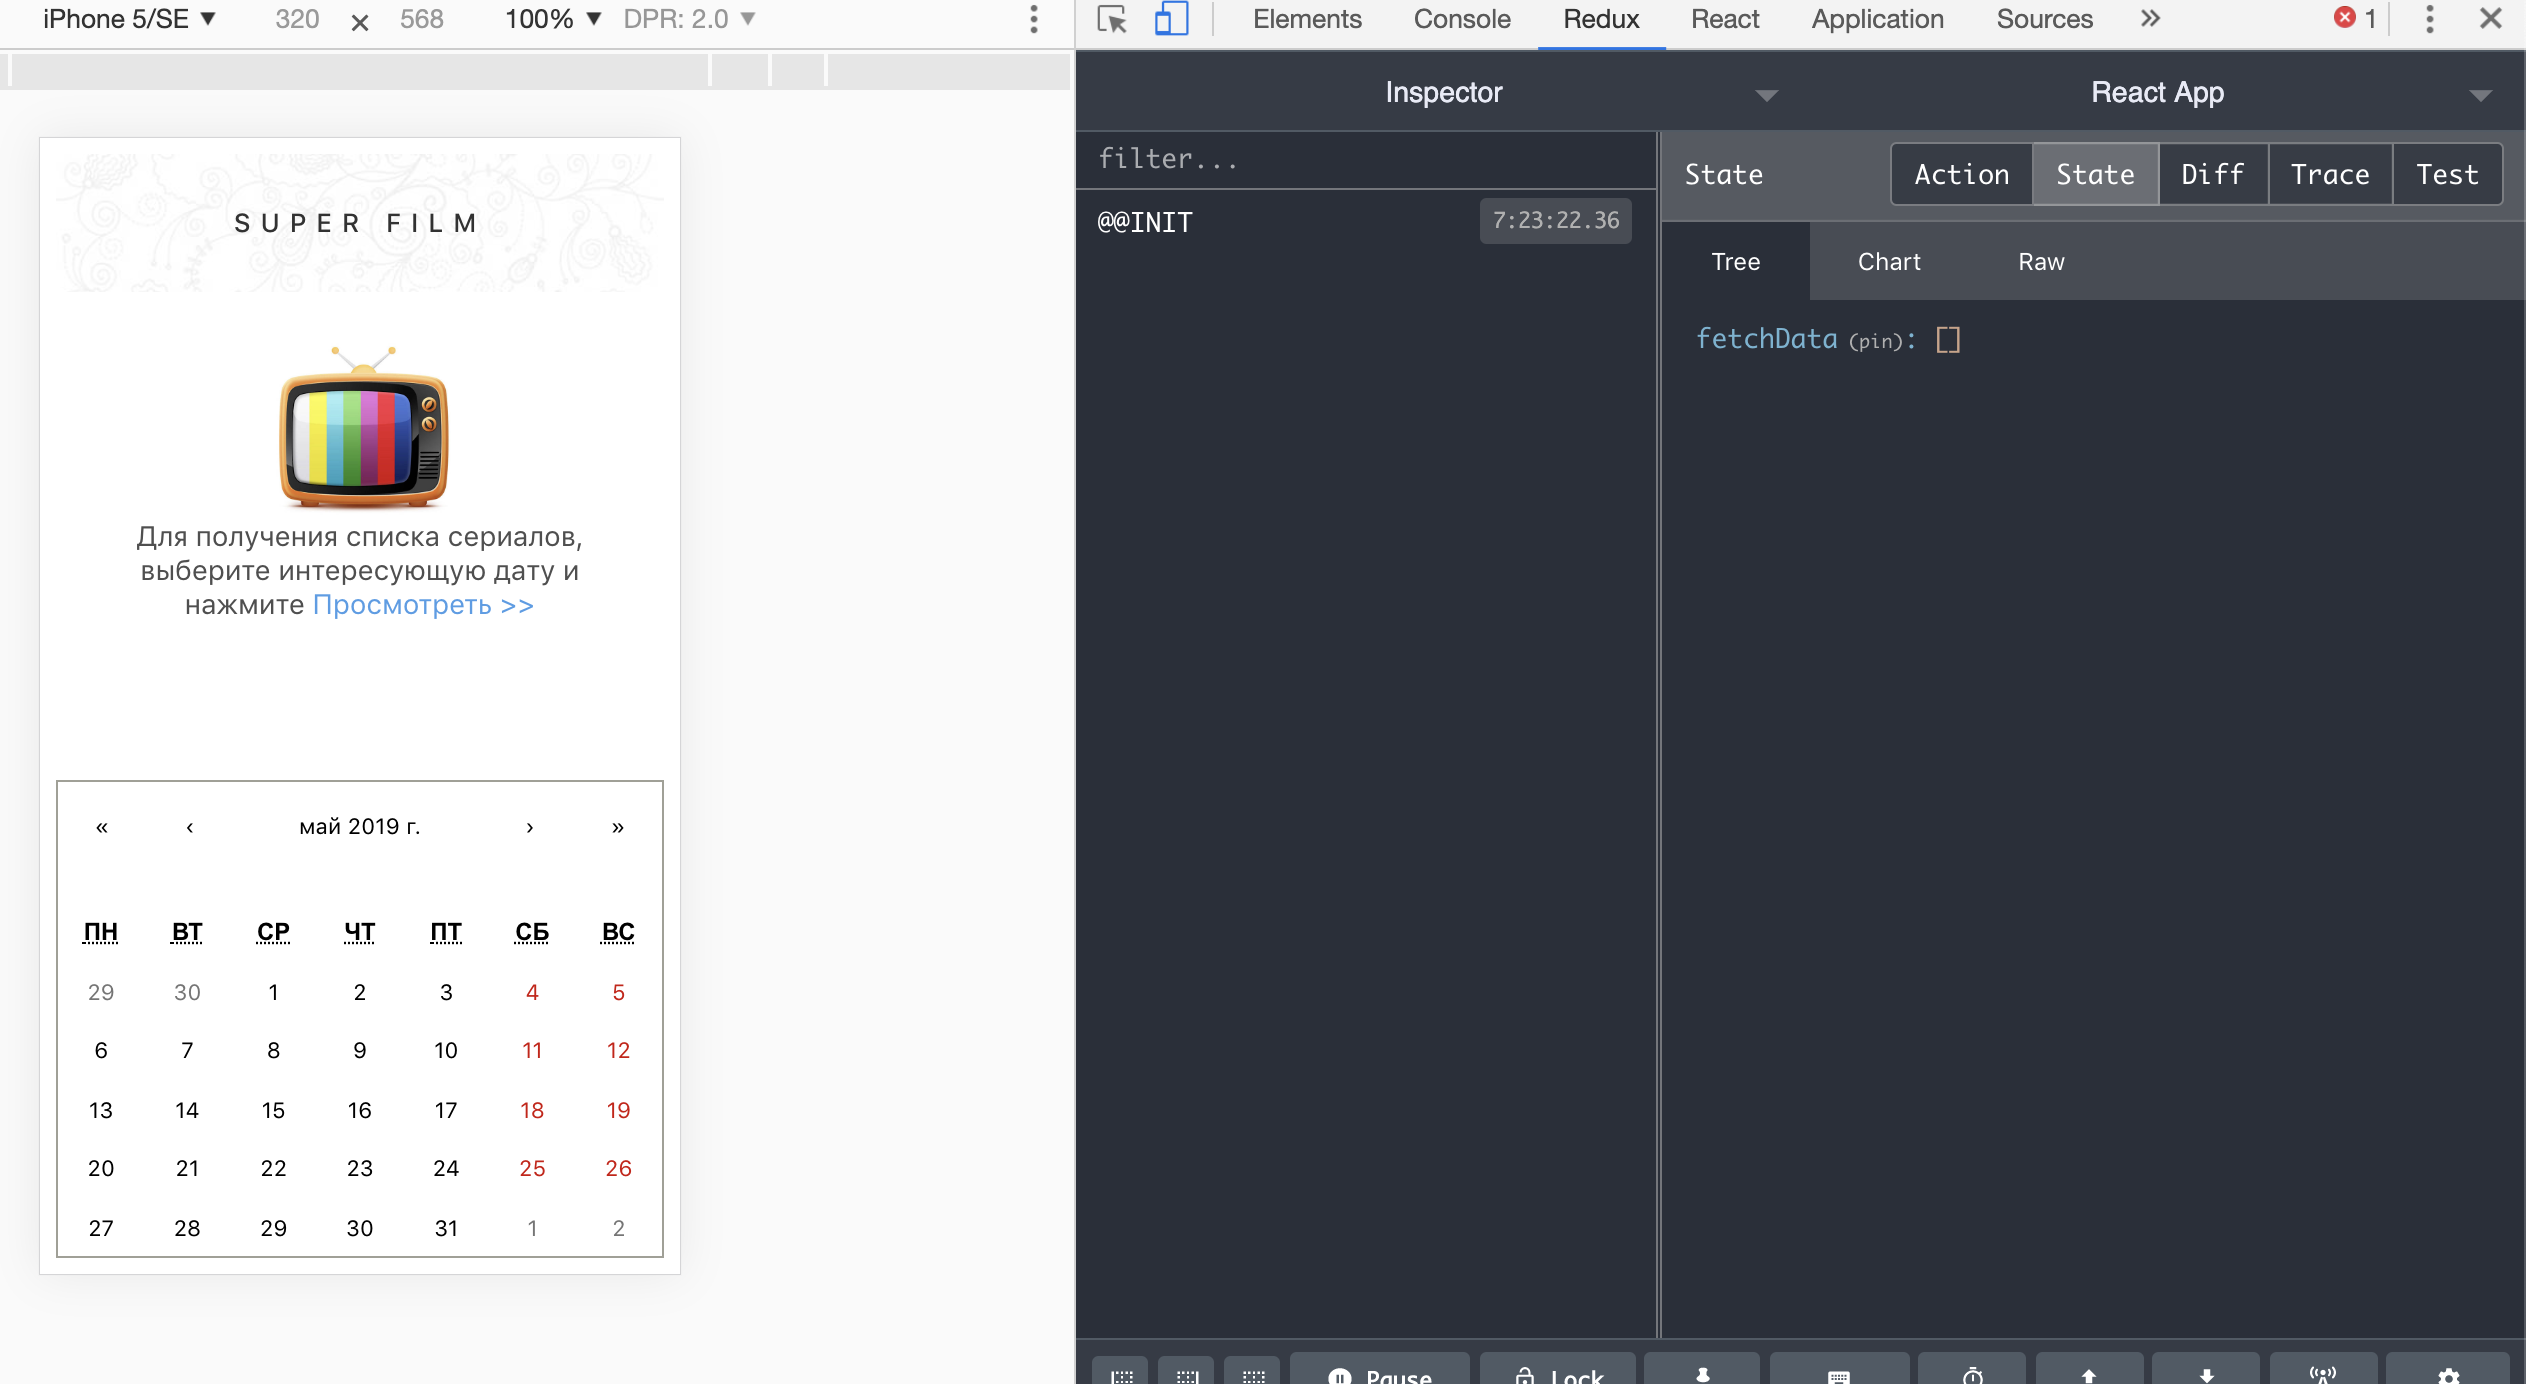 iPhone 5/SE ▼ 320 × 568 100% ▼ DPR: 2.0 ▼
Elements Console Redux React Application Sources » 1
Inspector React App
filter...
@@INIT 7:23:22.36
State Action State Diff Trace Test
Tree Chart Raw
fetchData (pin): []
SUPER FILM
Для получения списка сериалов,
выберите интересующую дату и
нажмите Просмотреть >>
« ‹ май 2019 г. › »
ПН ВТ СР ЧТ ПТ СБ ВС
29 30 1 2 3 4 5
6 7 8 9 10 11 12
13 14 15 16 17 18 19
20 21 22 23 24 25 26
27 28 29 30 31 1 2
Pause Lock